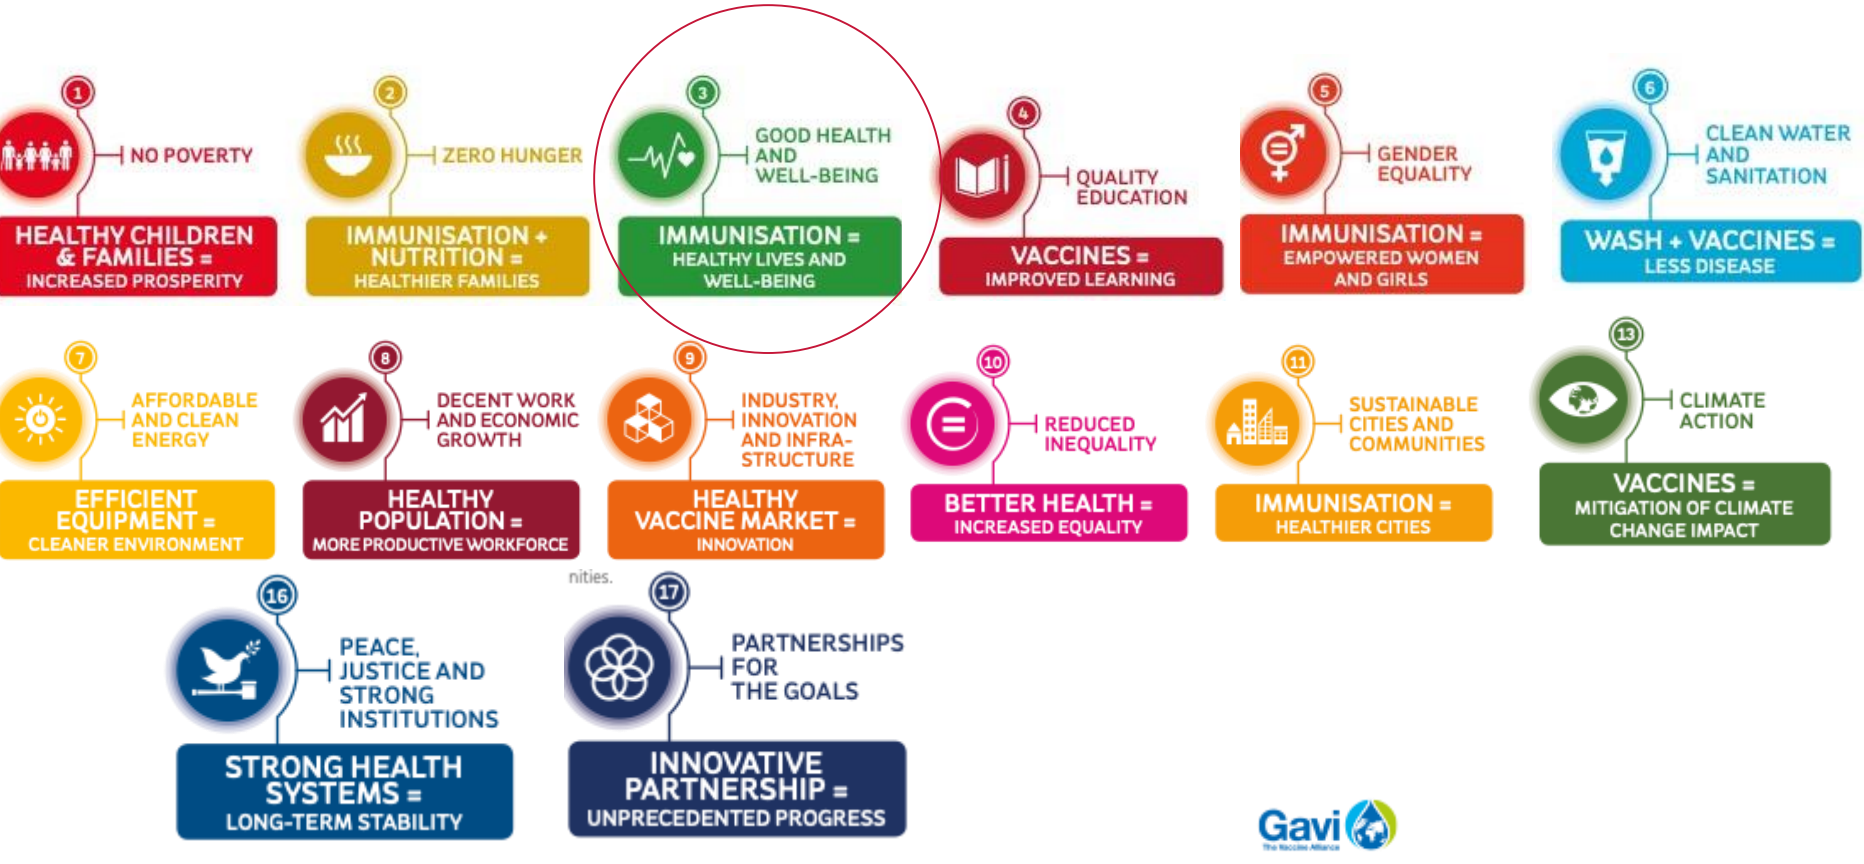 1
NO POVERTY
HEALTHY CHILDREN
& FAMILIES =
INCREASED PROSPERITY
2
ZERO HUNGER
IMMUNISATION +
NUTRITION =
HEALTHIER FAMILIES
3
GOOD HEALTH
AND
WELL-BEING
IMMUNISATION =
HEALTHY LIVES AND
WELL-BEING
4
QUALITY
EDUCATION
VACCINES =
IMPROVED LEARNING
5
GENDER
EQUALITY
IMMUNISATION =
EMPOWERED WOMEN
AND GIRLS
6
CLEAN WATER
AND
SANITATION
WASH + VACCINES =
LESS DISEASE
7
AFFORDABLE
AND CLEAN
ENERGY
EFFICIENT
EQUIPMENT =
CLEANER ENVIRONMENT
8
DECENT WORK
AND ECONOMIC
GROWTH
HEALTHY
POPULATION =
MORE PRODUCTIVE WORKFORCE
9
INDUSTRY,
INNOVATION
AND INFRA-
STRUCTURE
HEALTHY
VACCINE MARKET =
INNOVATION
10
REDUCED
INEQUALITY
BETTER HEALTH =
INCREASED EQUALITY
11
SUSTAINABLE
CITIES AND
COMMUNITIES
IMMUNISATION =
HEALTHIER CITIES
13
CLIMATE
ACTION
VACCINES =
MITIGATION OF CLIMATE
CHANGE IMPACT
16
PEACE,
JUSTICE AND
STRONG
INSTITUTIONS
STRONG HEALTH
SYSTEMS =
LONG-TERM STABILITY
nities.
17
PARTNERSHIPS
FOR
THE GOALS
INNOVATIVE
PARTNERSHIP =
UNPRECEDENTED PROGRESS
Gavi
The Vaccine Alliance